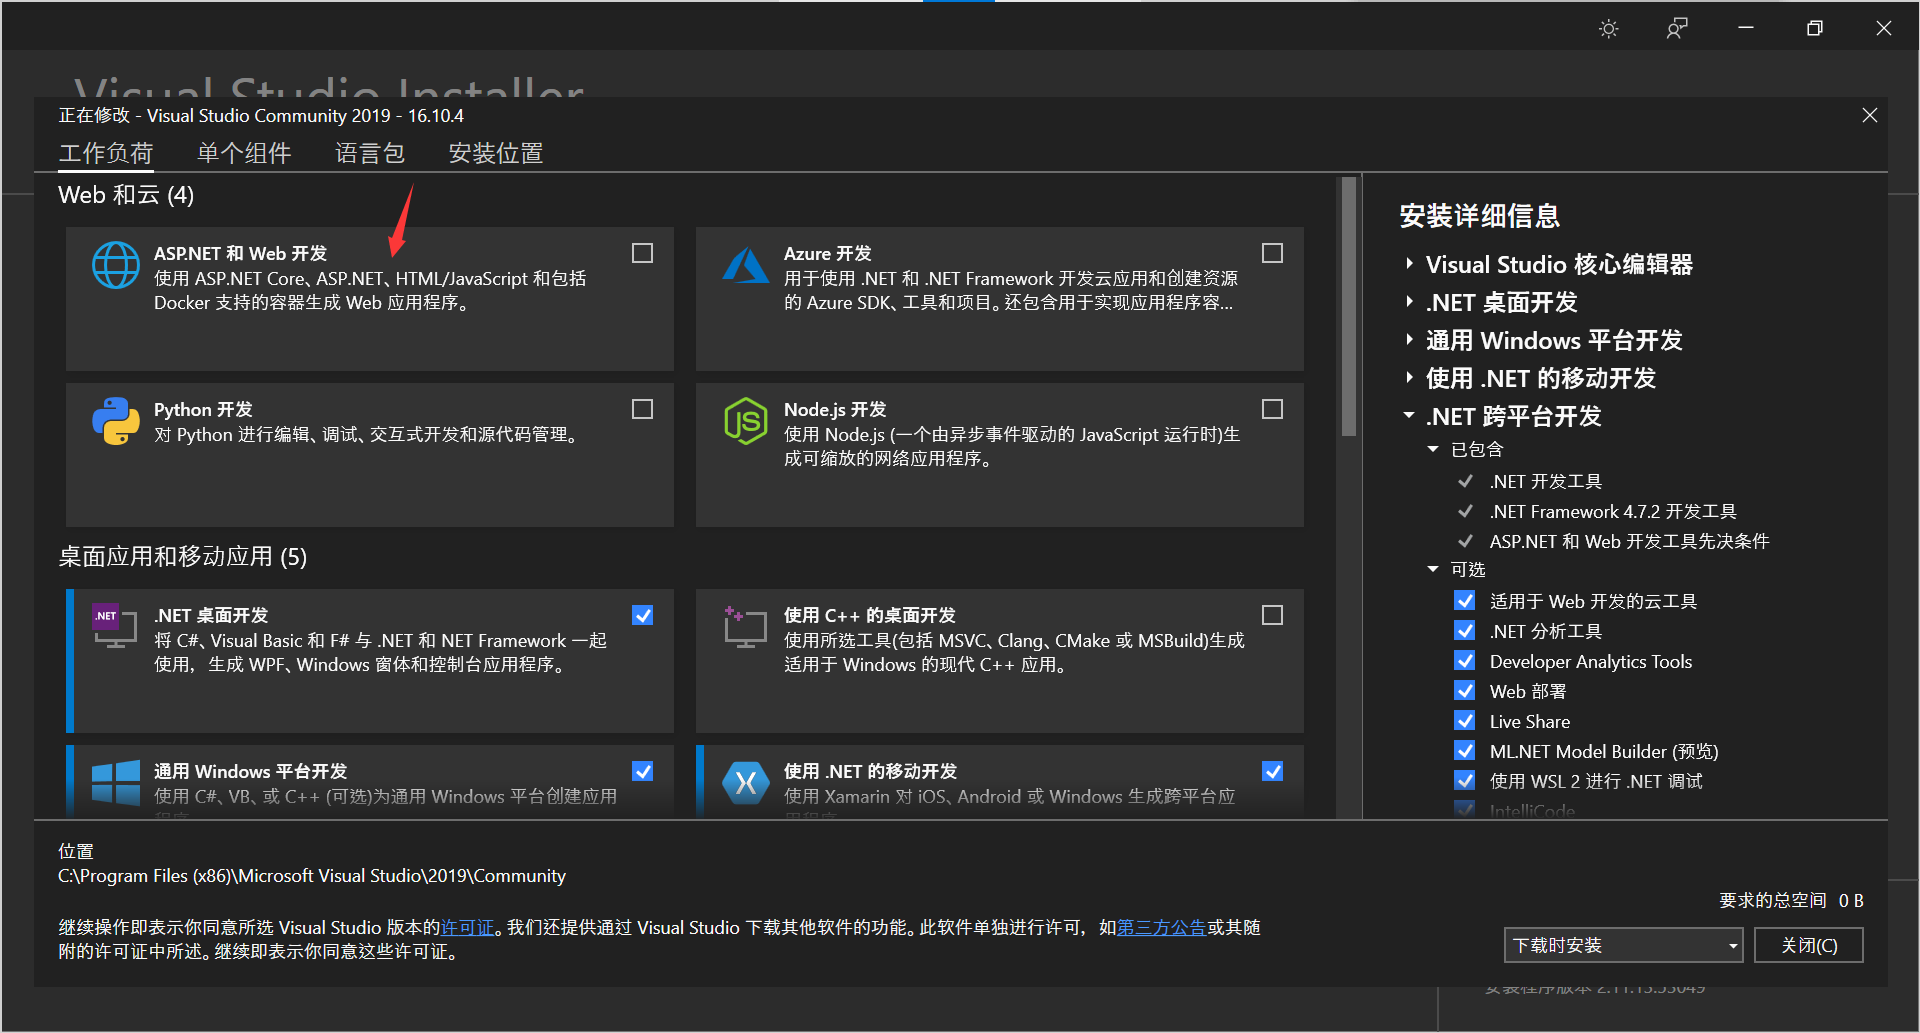 Visual Studio Installer
正在修改 - Visual Studio Community 2019 - 16.10.4
工作负荷 单个组件 语言包 安装位置
Web 和云 (4)
ASP.NET 和 Web 开发
使用 ASP.NET Core、ASP.NET、HTML/JavaScript 和包括
Docker 支持的容器生成 Web 应用程序。
Azure 开发
用于使用 .NET 和 .NET Framework 开发云应用和创建资源
的 Azure SDK、工具和项目。还包含用于实现应用程序容...
Python 开发
对 Python 进行编辑、调试、交互式开发和源代码管理。
JS
Node.js 开发
使用 Node.js (一个由异步事件驱动的 JavaScript 运行时)生
成可缩放的网络应用程序。
桌面应用和移动应用 (5)
.NET
.NET 桌面开发
将 C#、Visual Basic 和 F# 与 .NET 和 NET Framework 一起
使用，生成 WPF、Windows 窗体和控制台应用程序。
使用 C++ 的桌面开发
使用所选工具(包括 MSVC、Clang、CMake 或 MSBuild)生成
适用于 Windows 的现代 C++ 应用。
通用 Windows 平台开发
使用 C#、VB、或 C++ (可选)为通用 Windows 平台创建应用
程序。
使用 .NET 的移动开发
使用 Xamarin 对 iOS、Android 或 Windows 生成跨平台应
用程序。
安装详细信息
Visual Studio 核心编辑器
.NET 桌面开发
通用 Windows 平台开发
使用 .NET 的移动开发
.NET 跨平台开发
已包含
.NET 开发工具
.NET Framework 4.7.2 开发工具
ASP.NET 和 Web 开发工具先决条件
可选
适用于 Web 开发的云工具
.NET 分析工具
Developer Analytics Tools
Web 部署
Live Share
ML.NET Model Builder (预览)
使用 WSL 2 进行 .NET 调试
IntelliCode
位置
C:\Program Files (x86)\Microsoft Visual Studio\2019\Community
继续操作即表示你同意所选 Visual Studio 版本的许可证。我们还提供通过 Visual Studio 下载其他软件的功能。此软件单独进行许可，如第三方公告或其随
附的许可证中所述。继续即表示你同意这些许可证。
要求的总空间 0 B
下载时安装
关闭(C)
安装程序版本 2.11.13.53049